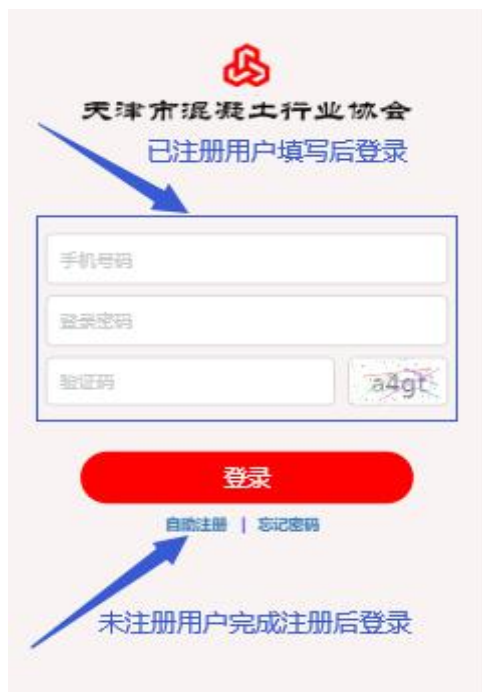 天津市混凝土行业协会
已注册用户填写后登录
手机号码
登录密码
验证码
a4gt
登录
自助注册 | 忘记密码
未注册用户完成注册后登录